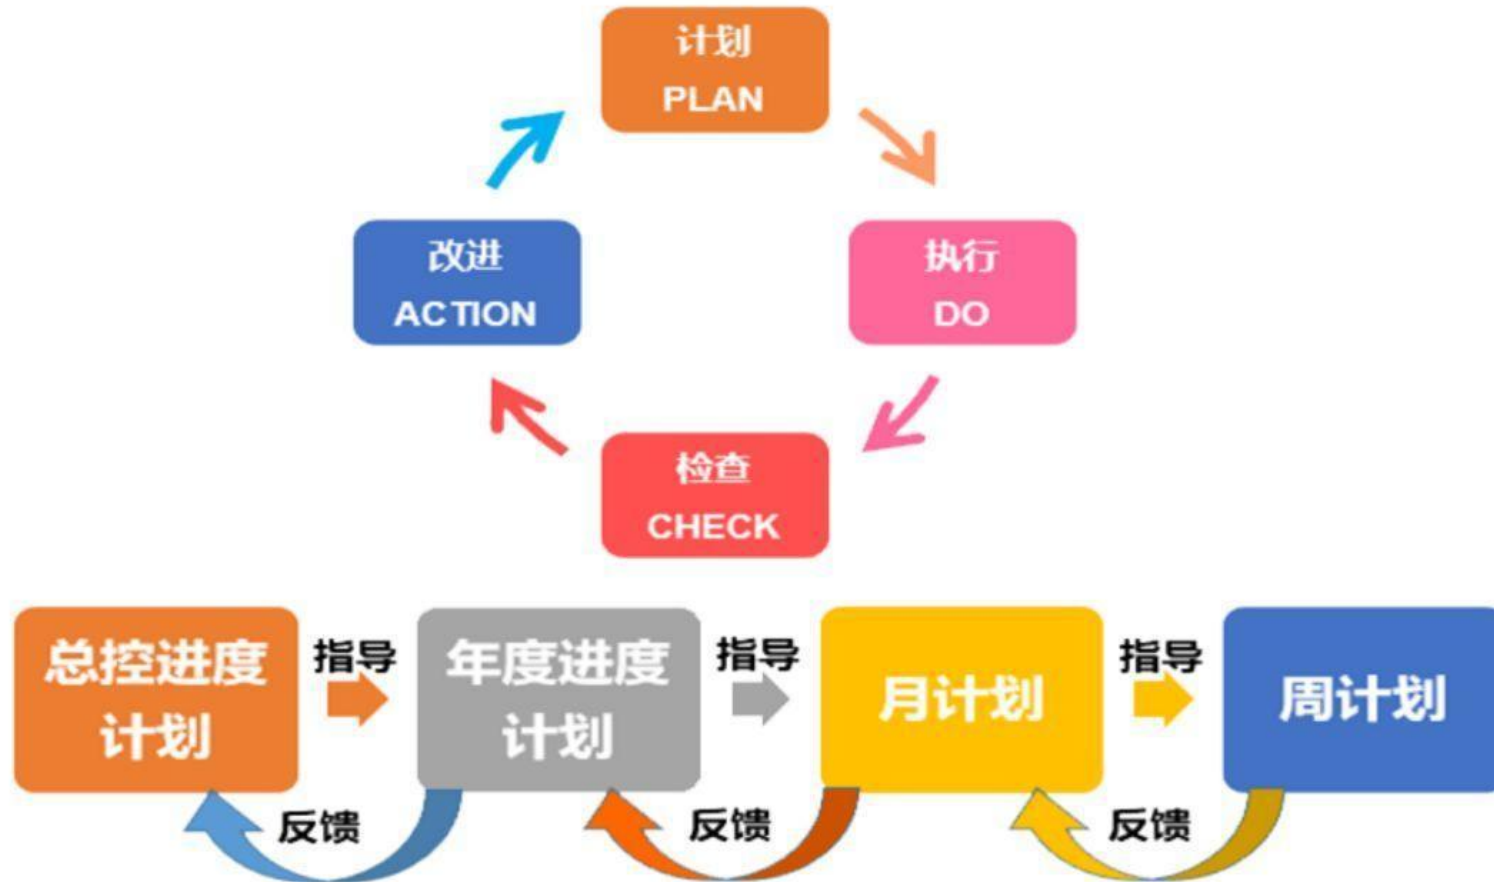 计划
PLAN
改进
ACTION
执行
DO
检查
CHECK
总控进度
计划
指导
年度进度
计划
指导
月计划
指导
周计划
反馈
反馈
反馈